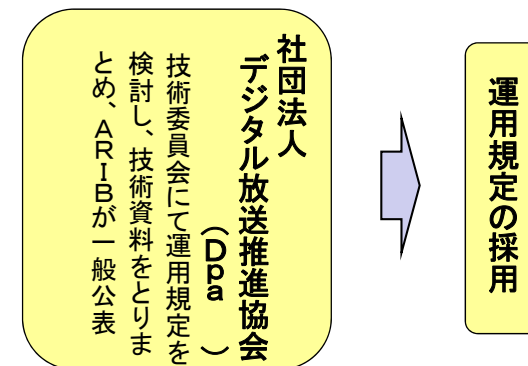 社団法人
デジタル放送推進協会
(Dpa )
技術委員会にて運用規定を
検討し、技術資料をとりま
とめ、ARIBが一般公表
運用規定の採用